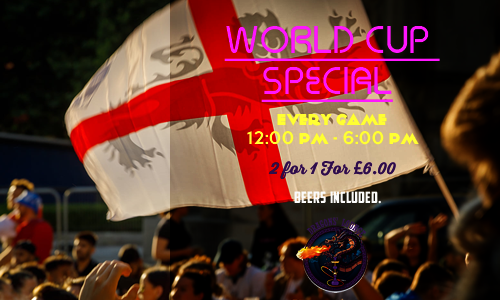 WORLD CUP
SPECIAL
EVERY GAME
12:00 PM - 6:00 PM
2 for 1 For £6.00
BEERS INCLUDED.